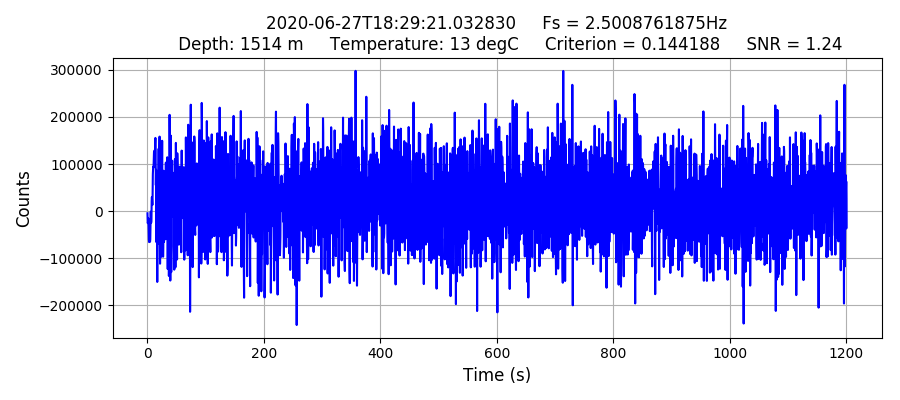 2020-06-27T18:29:21.032830     Fs = 2.5008761875Hz
Depth: 1514 m     Temperature: 13 degC     Criterion = 0.144188     SNR = 1.24
300000
200000
100000
0
−100000
−200000
Counts
0 200 400 600 800 1000 1200
Time (s)